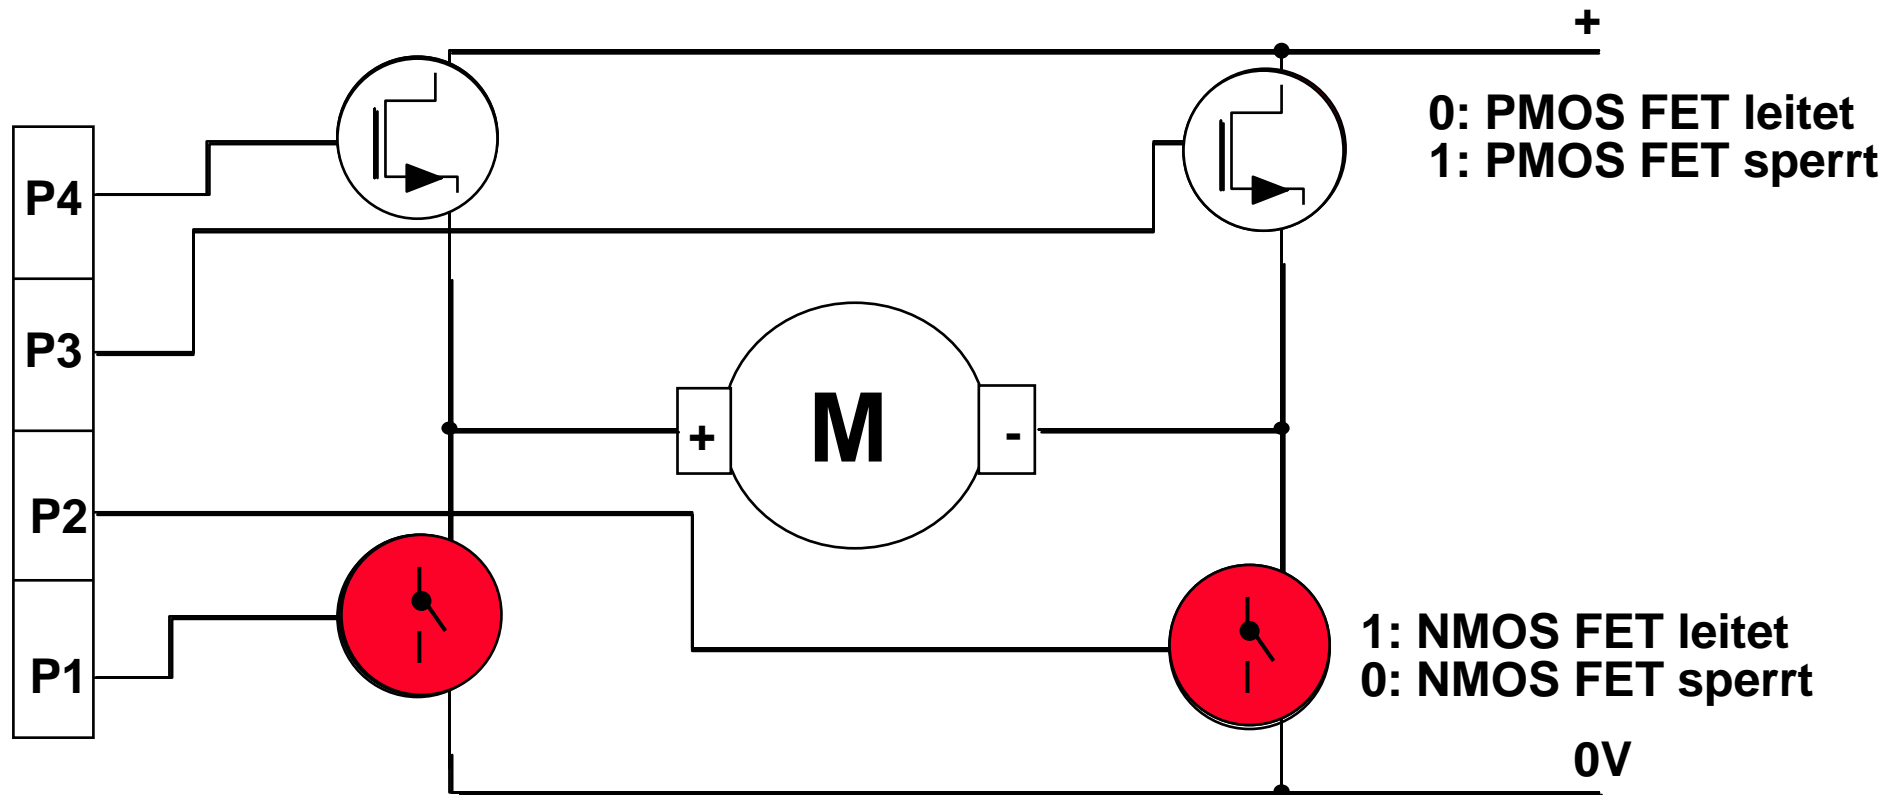 +
0: PMOS FET leitet
1: PMOS FET sperrt
P4
P3
+ M -
P2
P1
1: NMOS FET leitet
0: NMOS FET sperrt
0V